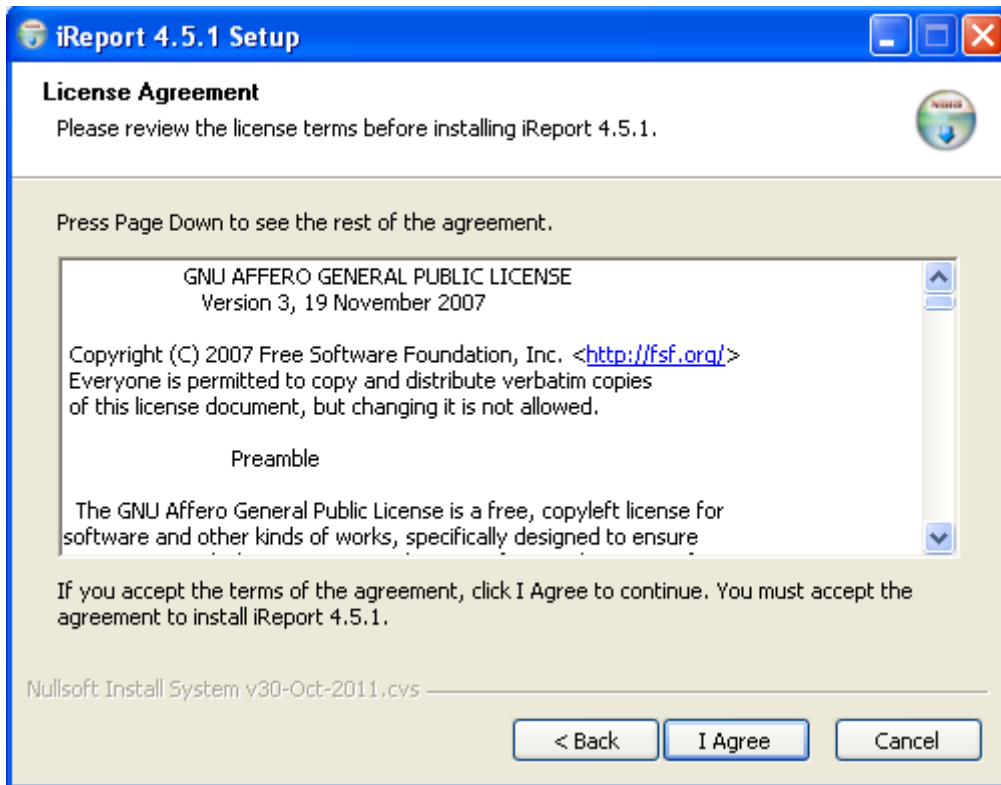 iReport 4.5.1 Setup
License Agreement
Please review the license terms before installing iReport 4.5.1.
Press Page Down to see the rest of the agreement.
GNU AFFERO GENERAL PUBLIC LICENSE
Version 3, 19 November 2007
Copyright (C) 2007 Free Software Foundation, Inc. <http://fsf.org/>
Everyone is permitted to copy and distribute verbatim copies
of this license document, but changing it is not allowed.
Preamble
The GNU Affero General Public License is a free, copyleft license for
software and other kinds of works, specifically designed to ensure
If you accept the terms of the agreement, click I Agree to continue. You must accept the
agreement to install iReport 4.5.1.
Nullsoft Install System v30-Oct-2011.cvs
< Back
I Agree
Cancel